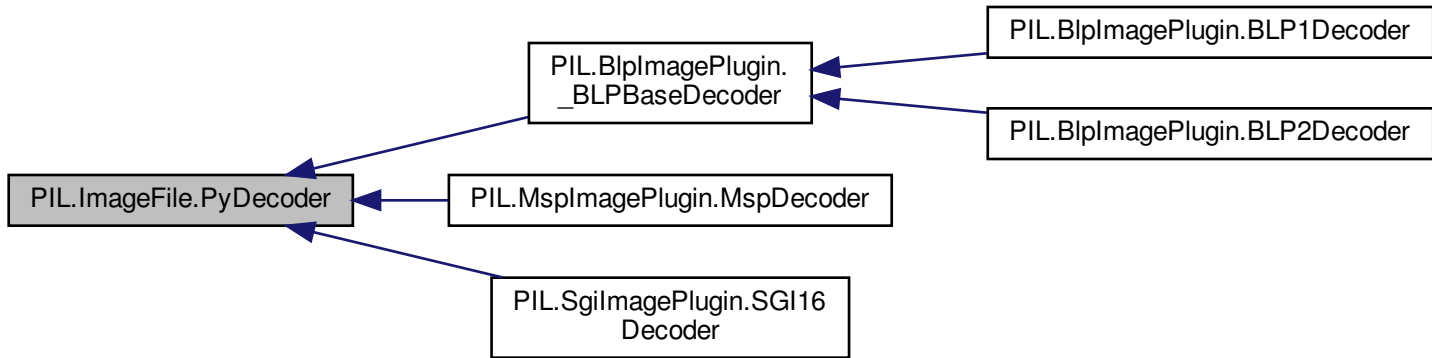 PIL.ImageFile.PyDecoder
PIL.BlpImagePlugin.
_BLPBaseDecoder
PIL.MspImagePlugin.MspDecoder
PIL.SgiImagePlugin.SGI16
Decoder
PIL.BlpImagePlugin.BLP1Decoder
PIL.BlpImagePlugin.BLP2Decoder